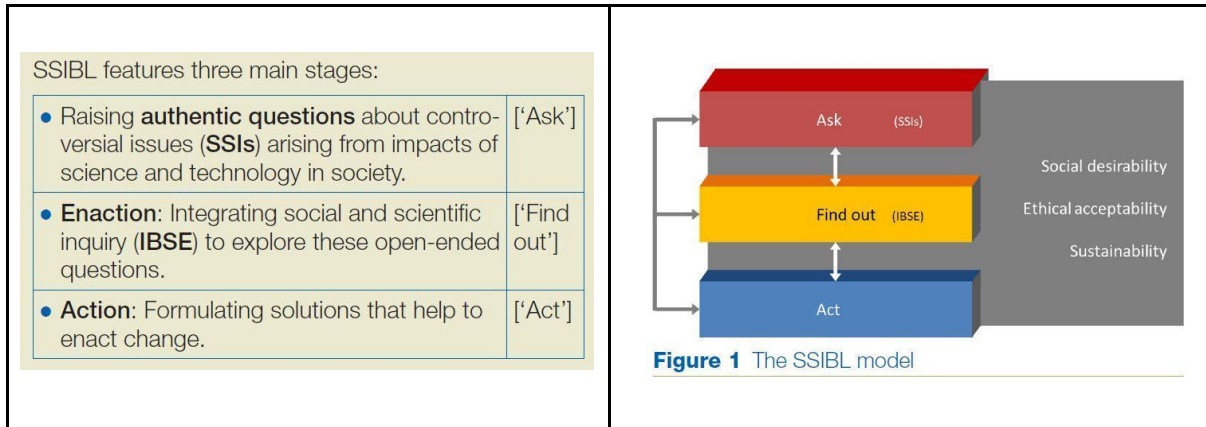 SSIBL features three main stages:
• Raising authentic questions about contro-
versial issues (SSIs) arising from impacts of
science and technology in society.
['Ask']
• Enaction: Integrating social and scientific
inquiry (IBSE) to explore these open-ended
questions.
['Find
out']
• Action: Formulating solutions that help to
enact change.
['Act']
Ask (SSIs)
Find out (IBSE)
Act
Social desirability
Ethical acceptability
Sustainability
Figure 1 The SSIBL model